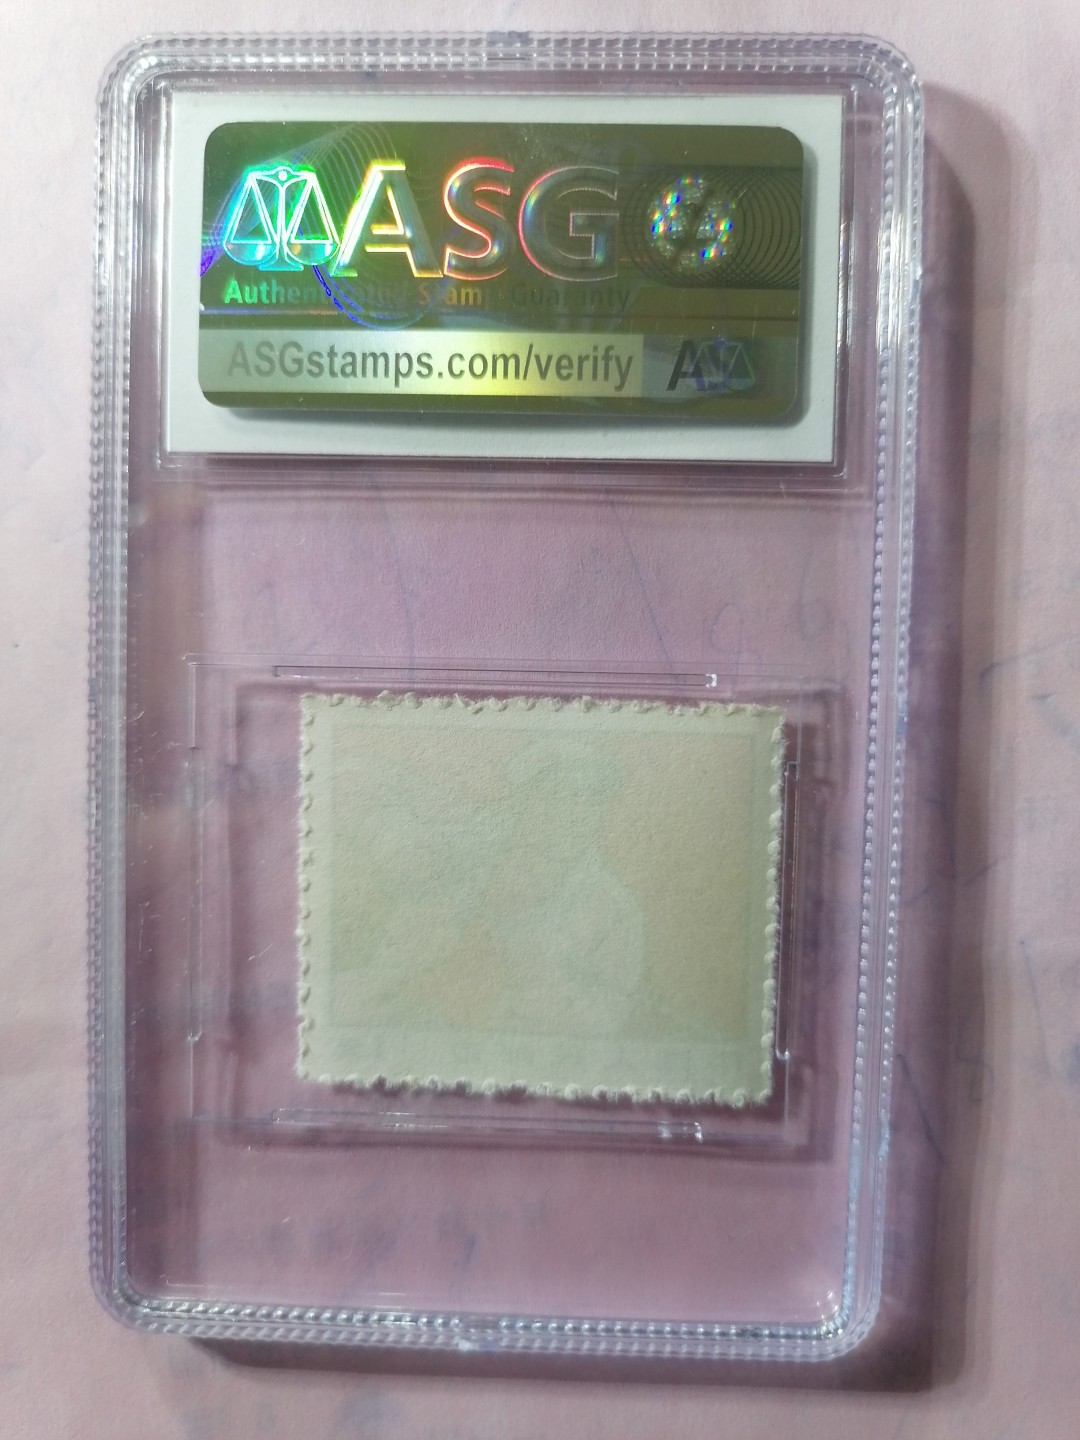 ASG
Authenticated Stamp Guaranty
ASGstamps.com/verify